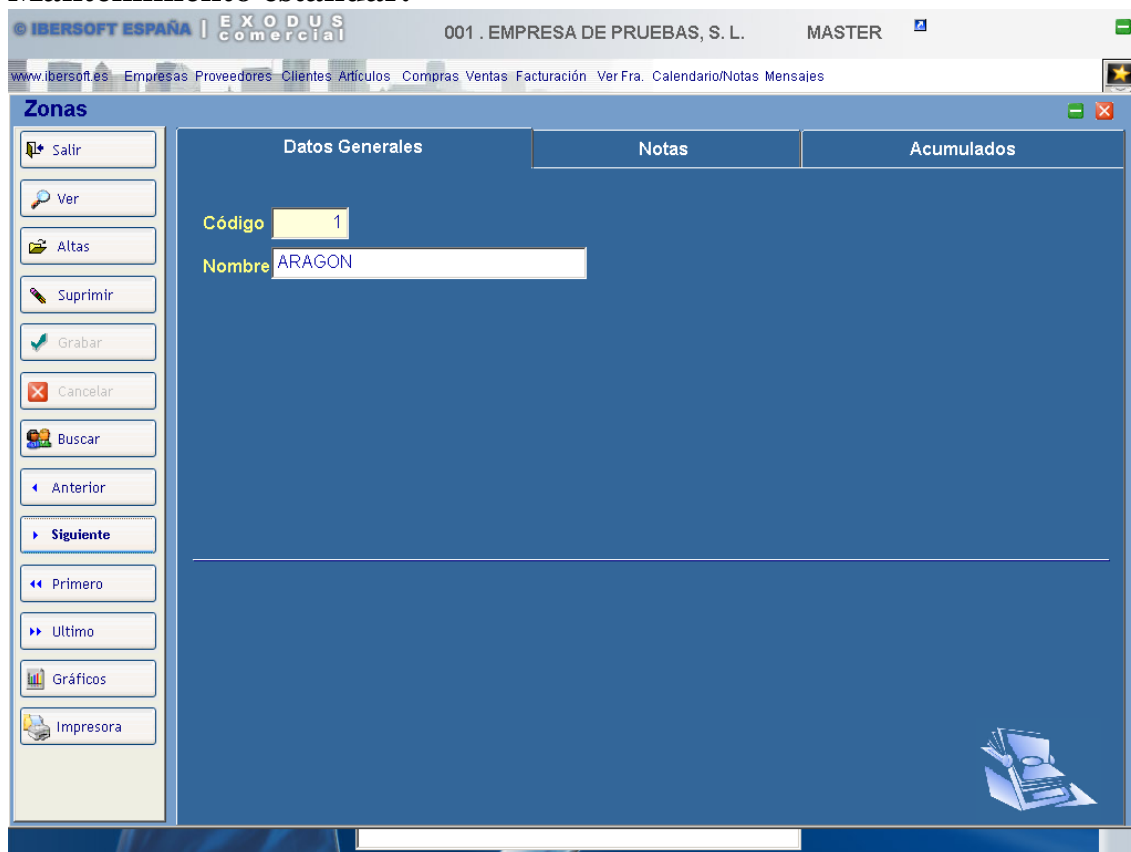 Mantenimiento estándar.
© IBERSOFT ESPAÑA | EXODUS comercial 001 . EMPRESA DE PRUEBAS, S. L. MASTER
www.ibersoft.es Empresas Proveedores Clientes Artículos Compras Ventas Facturación Ver Fra. Calendario/Notas Mensajes
Zonas
Salir
Datos Generales Notas Acumulados
Ver
Código 1
Altas
Nombre ARAGON
Suprimir
Grabar
Cancelar
Buscar
Anterior
Siguiente
Primero
Ultimo
Gráficos
Impresora